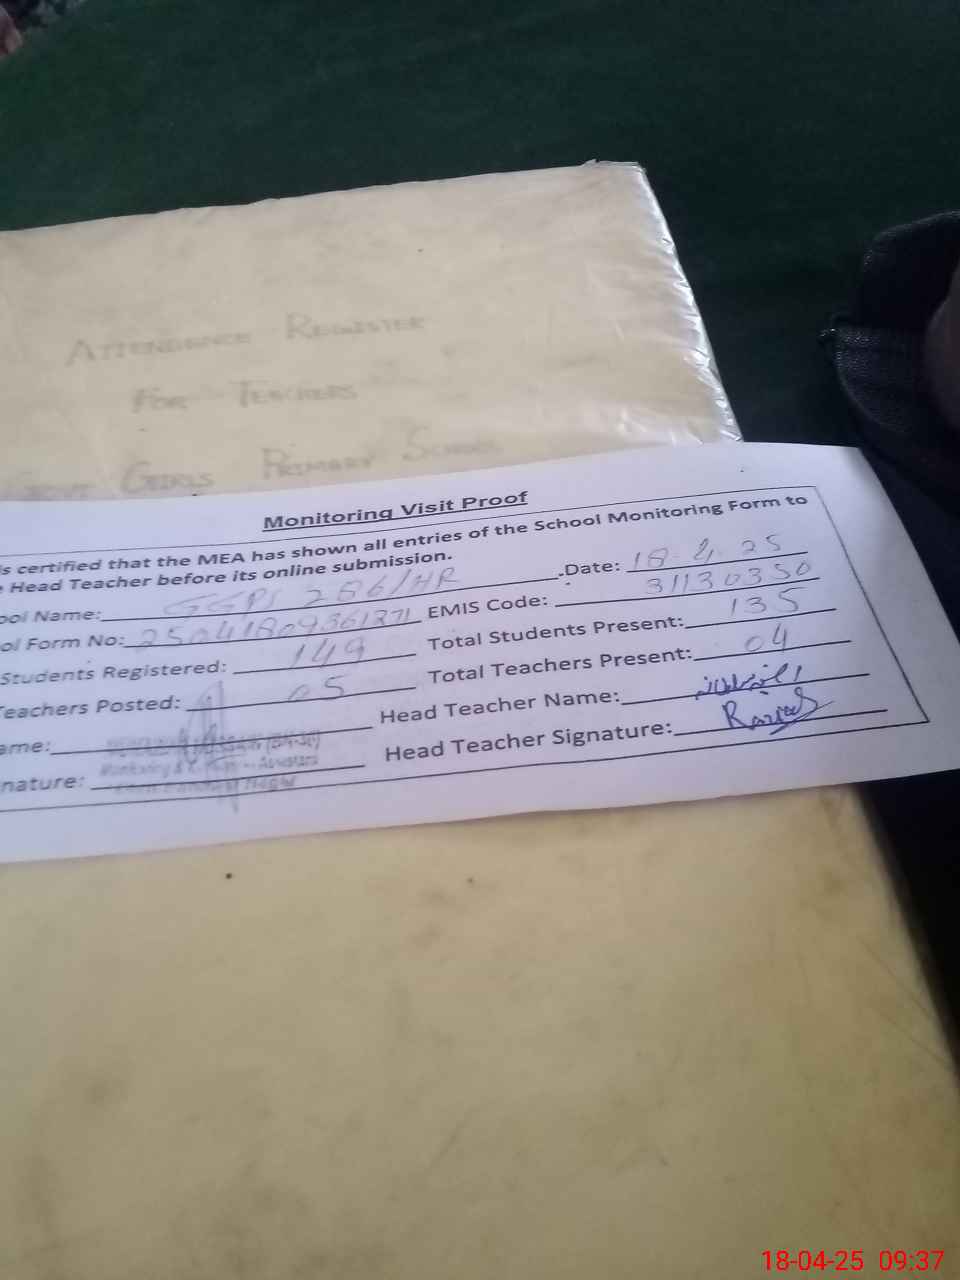 ATTENDANCE REGISTER
FOR TEACHERS
GOVT GIRLS PRIMARY SCHOOL
Monitoring Visit Proof
is certified that the MEA has shown all entries of the School Monitoring Form to
Head Teacher before its online submission.
ool Name: GGPS 286/HR .Date: 18-4-25
ol Form No: EMIS Code: 31130350
Students Registered: 149 Total Students Present: 135
Teachers Posted: 05 Total Teachers Present: 04
ame: Head Teacher Name:
nature: Head Teacher Signature:
Monitoring &
18-04-25 09:37